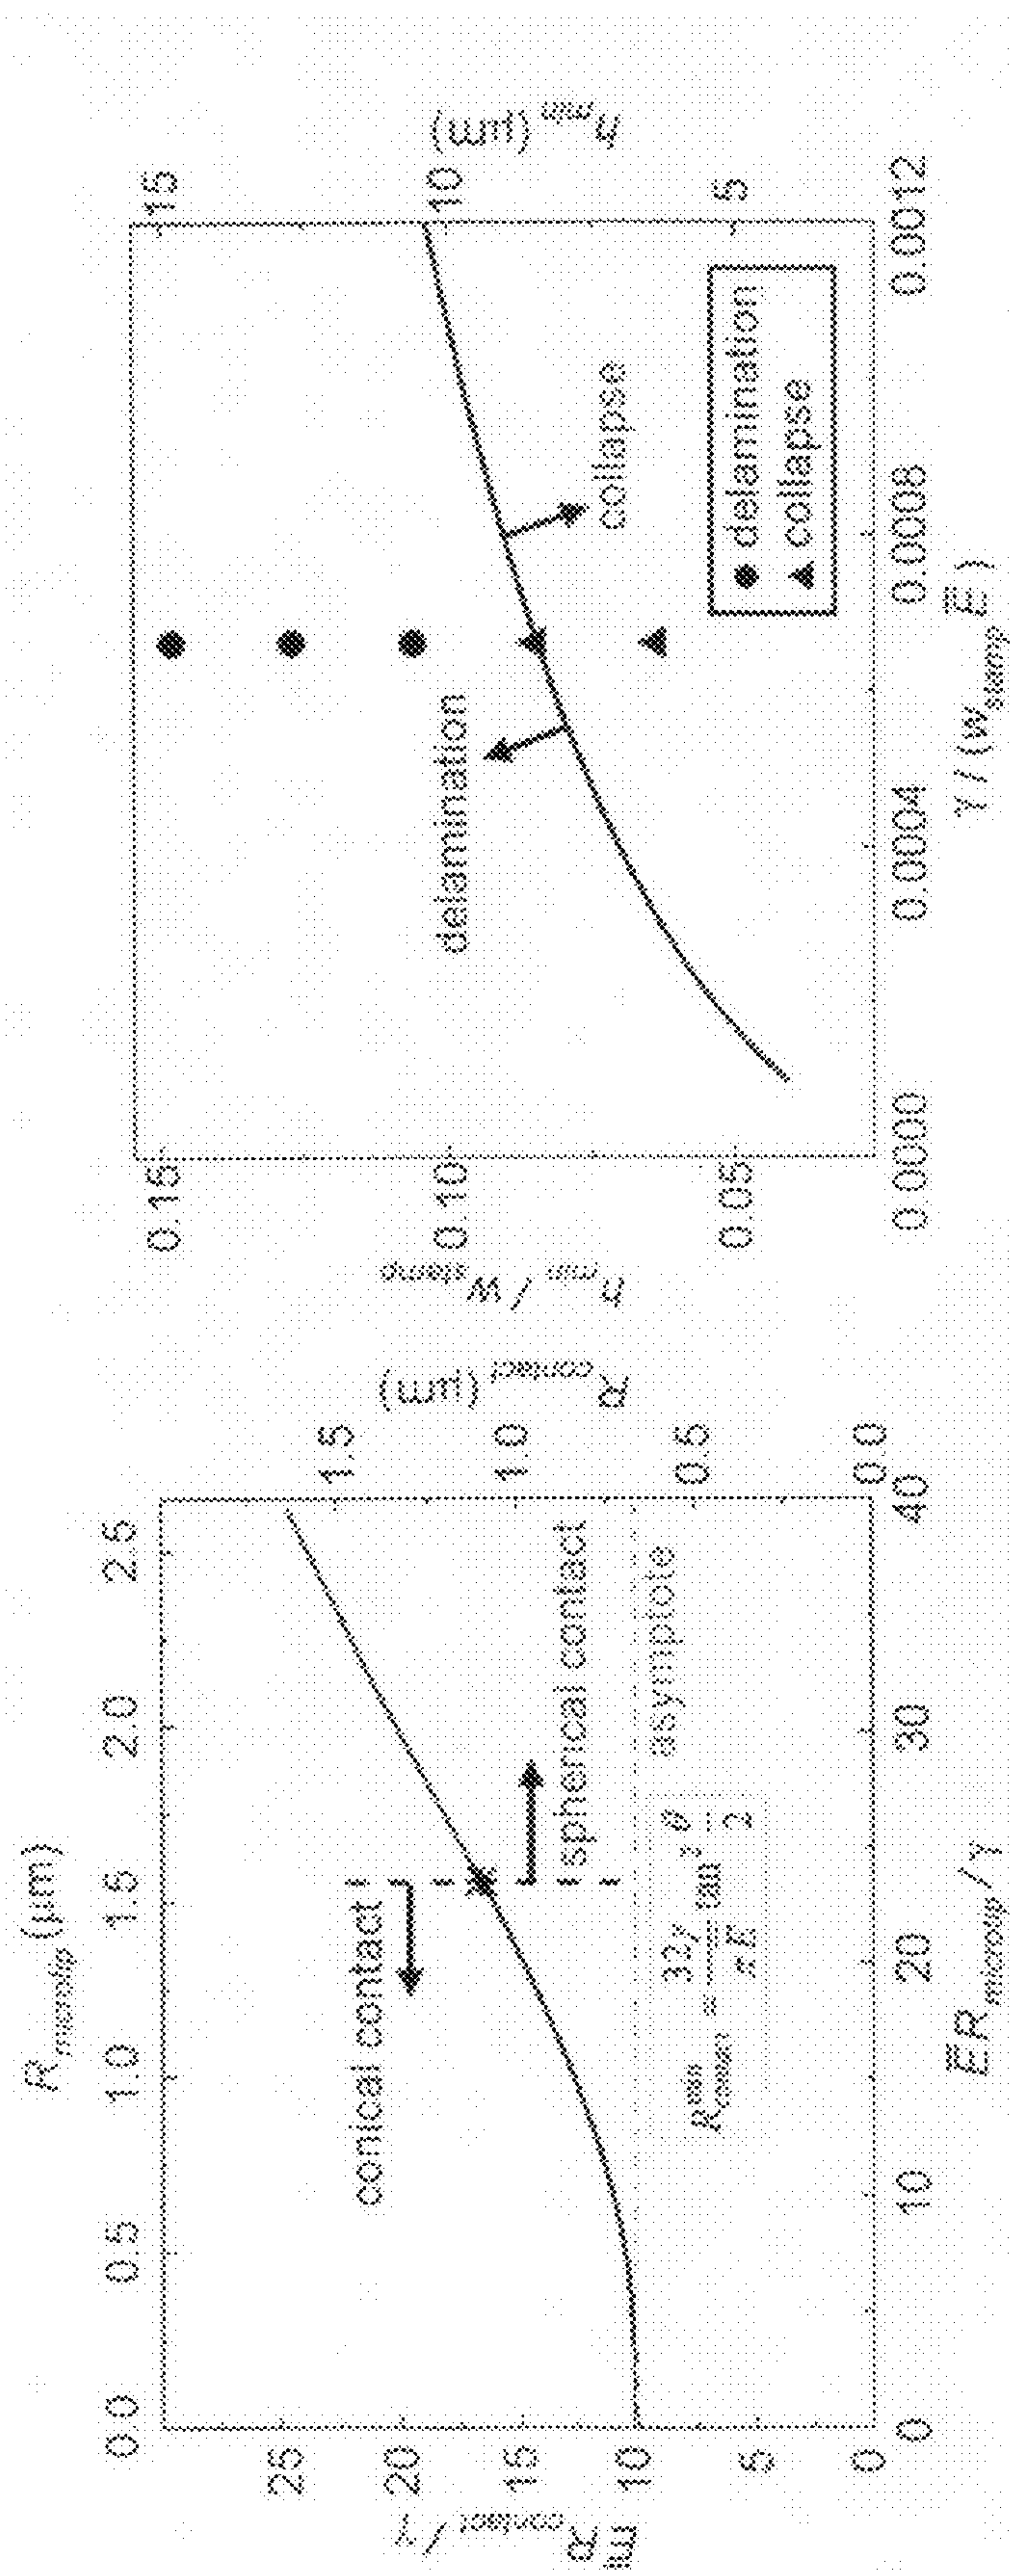 R_microtip (μm)
0.0 0.5 1.0 1.5 2.0 2.5
ĒR_contact / γ
25
20
15
10
5
0
conical contact
spherical contact
asymptote
1.5
1.0
0.5
0.0
R_contact (μm)
0 10 20 30 40
ĒR_microtip / γ
h_min / w_stamp
0.15
0.10
0.05
delamination
collapse
delamination
collapse
15
10
5
h_min (μm)
0.0000 0.0004 0.0008 0.0012
γ / (w_stamp Ē)